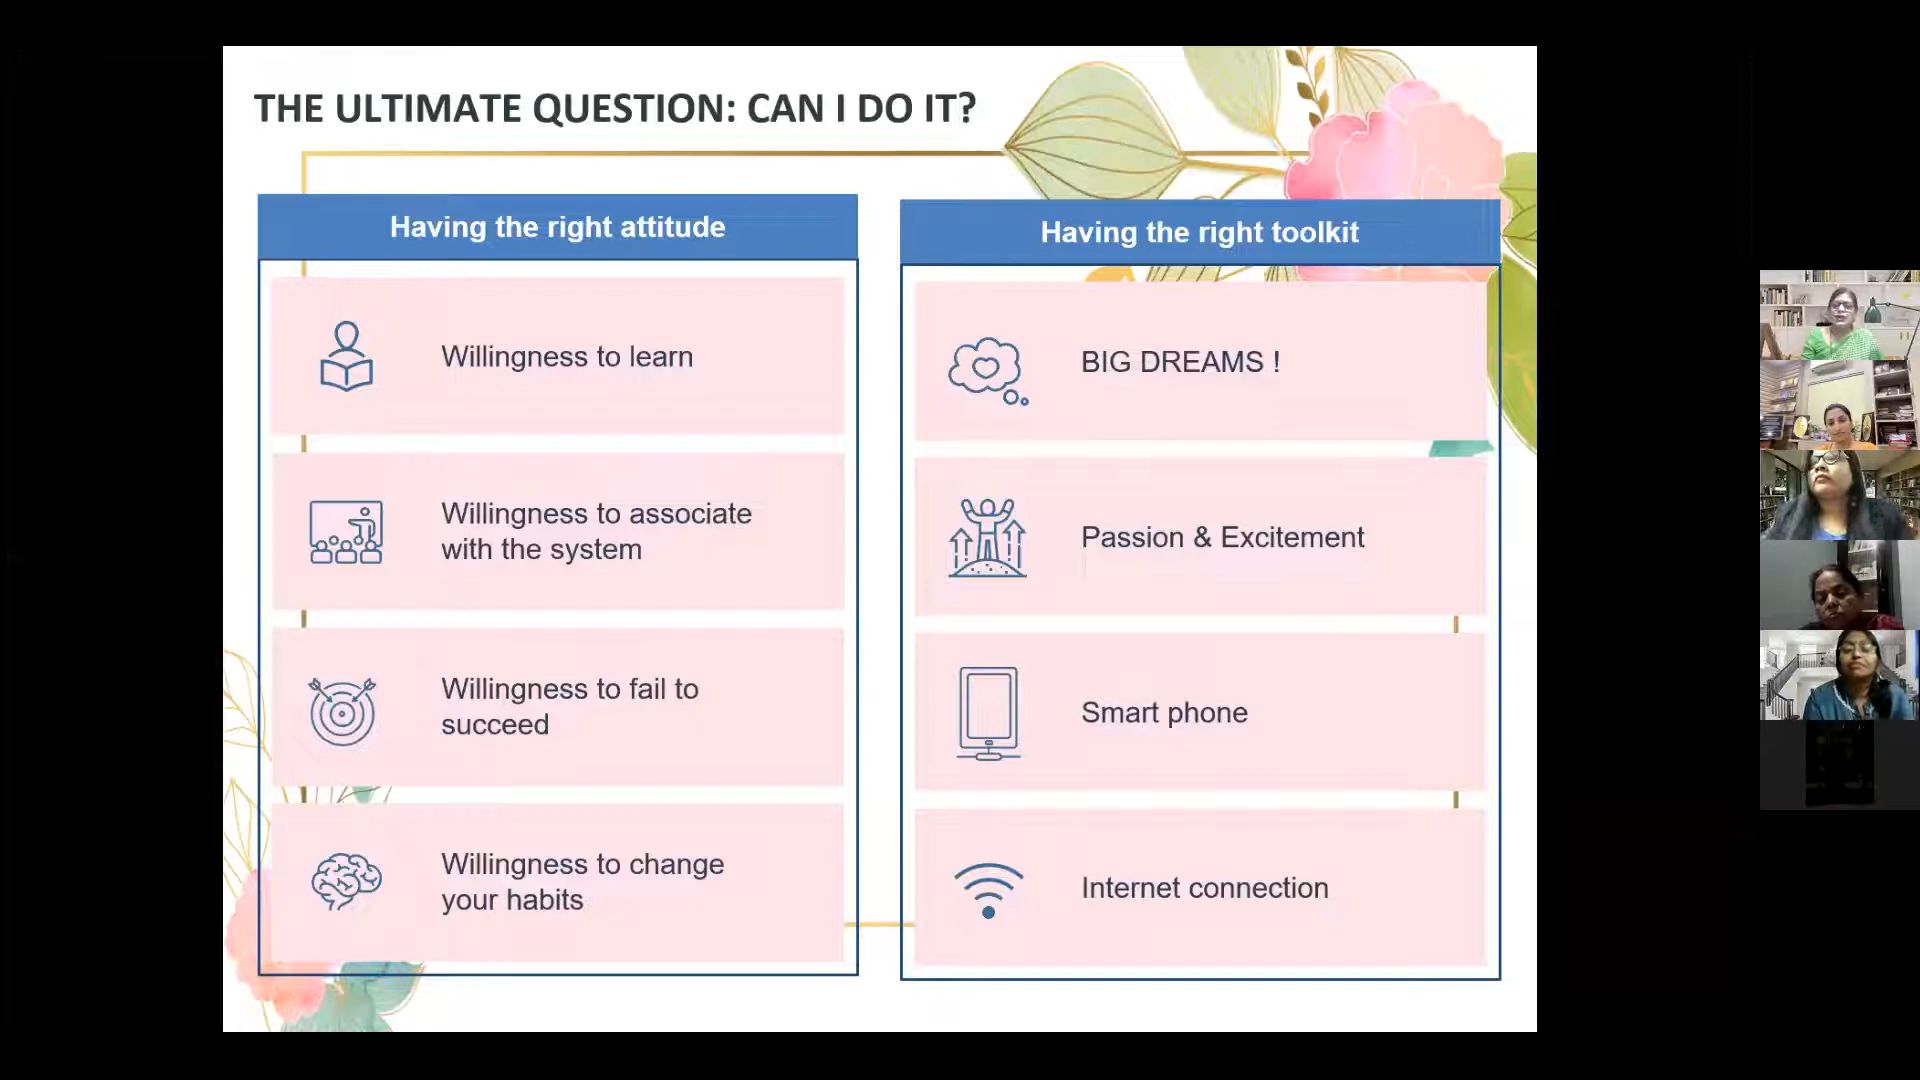 THE ULTIMATE QUESTION: CAN I DO IT?
Having the right attitude
Willingness to learn
Willingness to associate
with the system
Willingness to fail to
succeed
Willingness to change
your habits
Having the right toolkit
BIG DREAMS !
Passion & Excitement
Smart phone
Internet connection